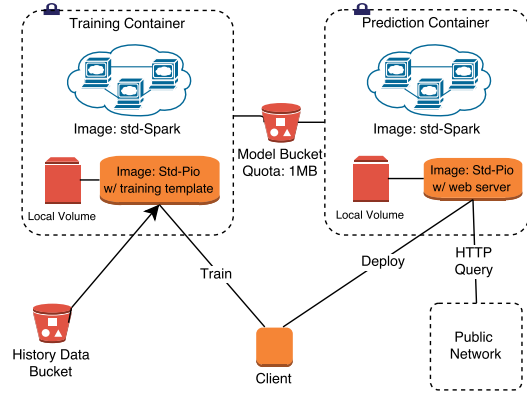 Training Container
Prediction Container
Image: std-Spark
Image: std-Spark
Model Bucket
Quota: 1MB
Image: Std-Pio
w/ training template
Image: Std-Pio
w/ web server
Local Volume
Local Volume
Train
Deploy
HTTP
Query
History Data
Bucket
Client
Public
Network